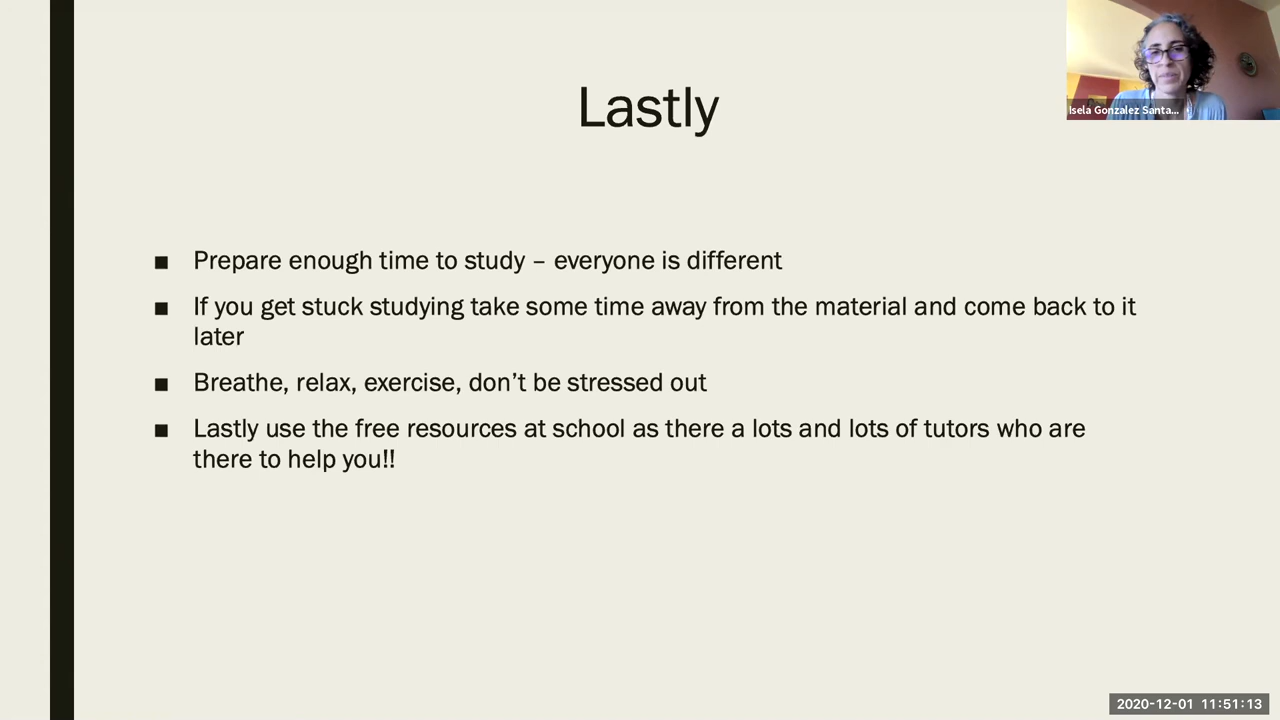 Lastly
Isela Gonzalez Santa...
■ Prepare enough time to study – everyone is different
■ If you get stuck studying take some time away from the material and come back to it
later
■ Breathe, relax, exercise, don’t be stressed out
■ Lastly use the free resources at school as there a lots and lots of tutors who are
there to help you!!
2020-12-01 11:51:13